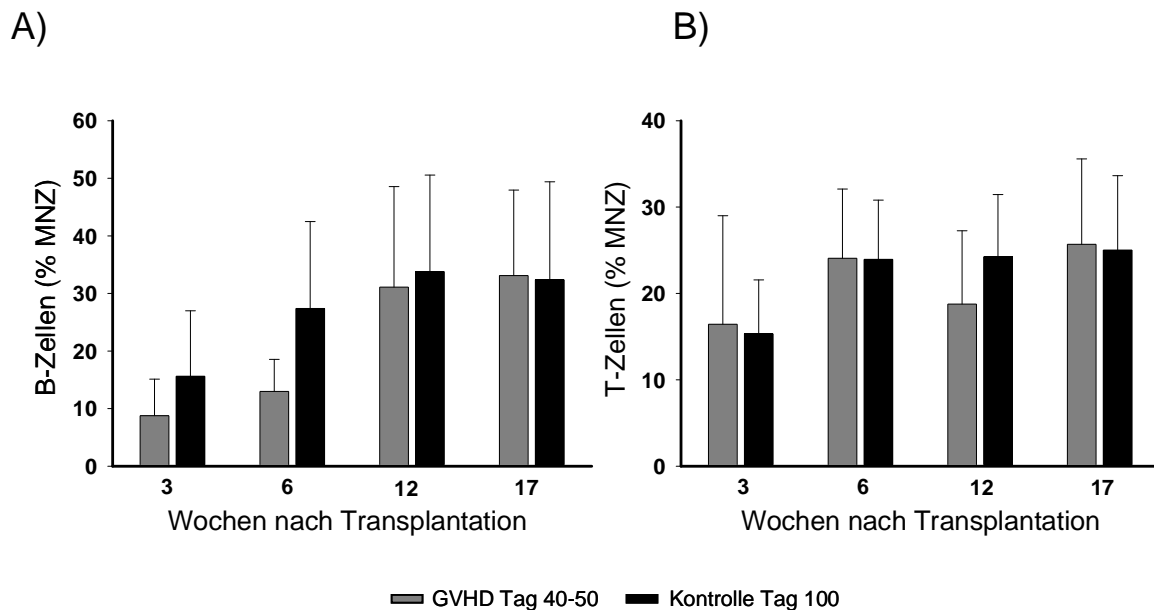 A)
B)
B-Zellen (% MNZ)
60
50
40
30
20
10
0
3 6 12 17
Wochen nach Transplantation
T-Zellen (% MNZ)
40
30
20
10
0
3 6 12 17
Wochen nach Transplantation
GVHD Tag 40-50 Kontrolle Tag 100